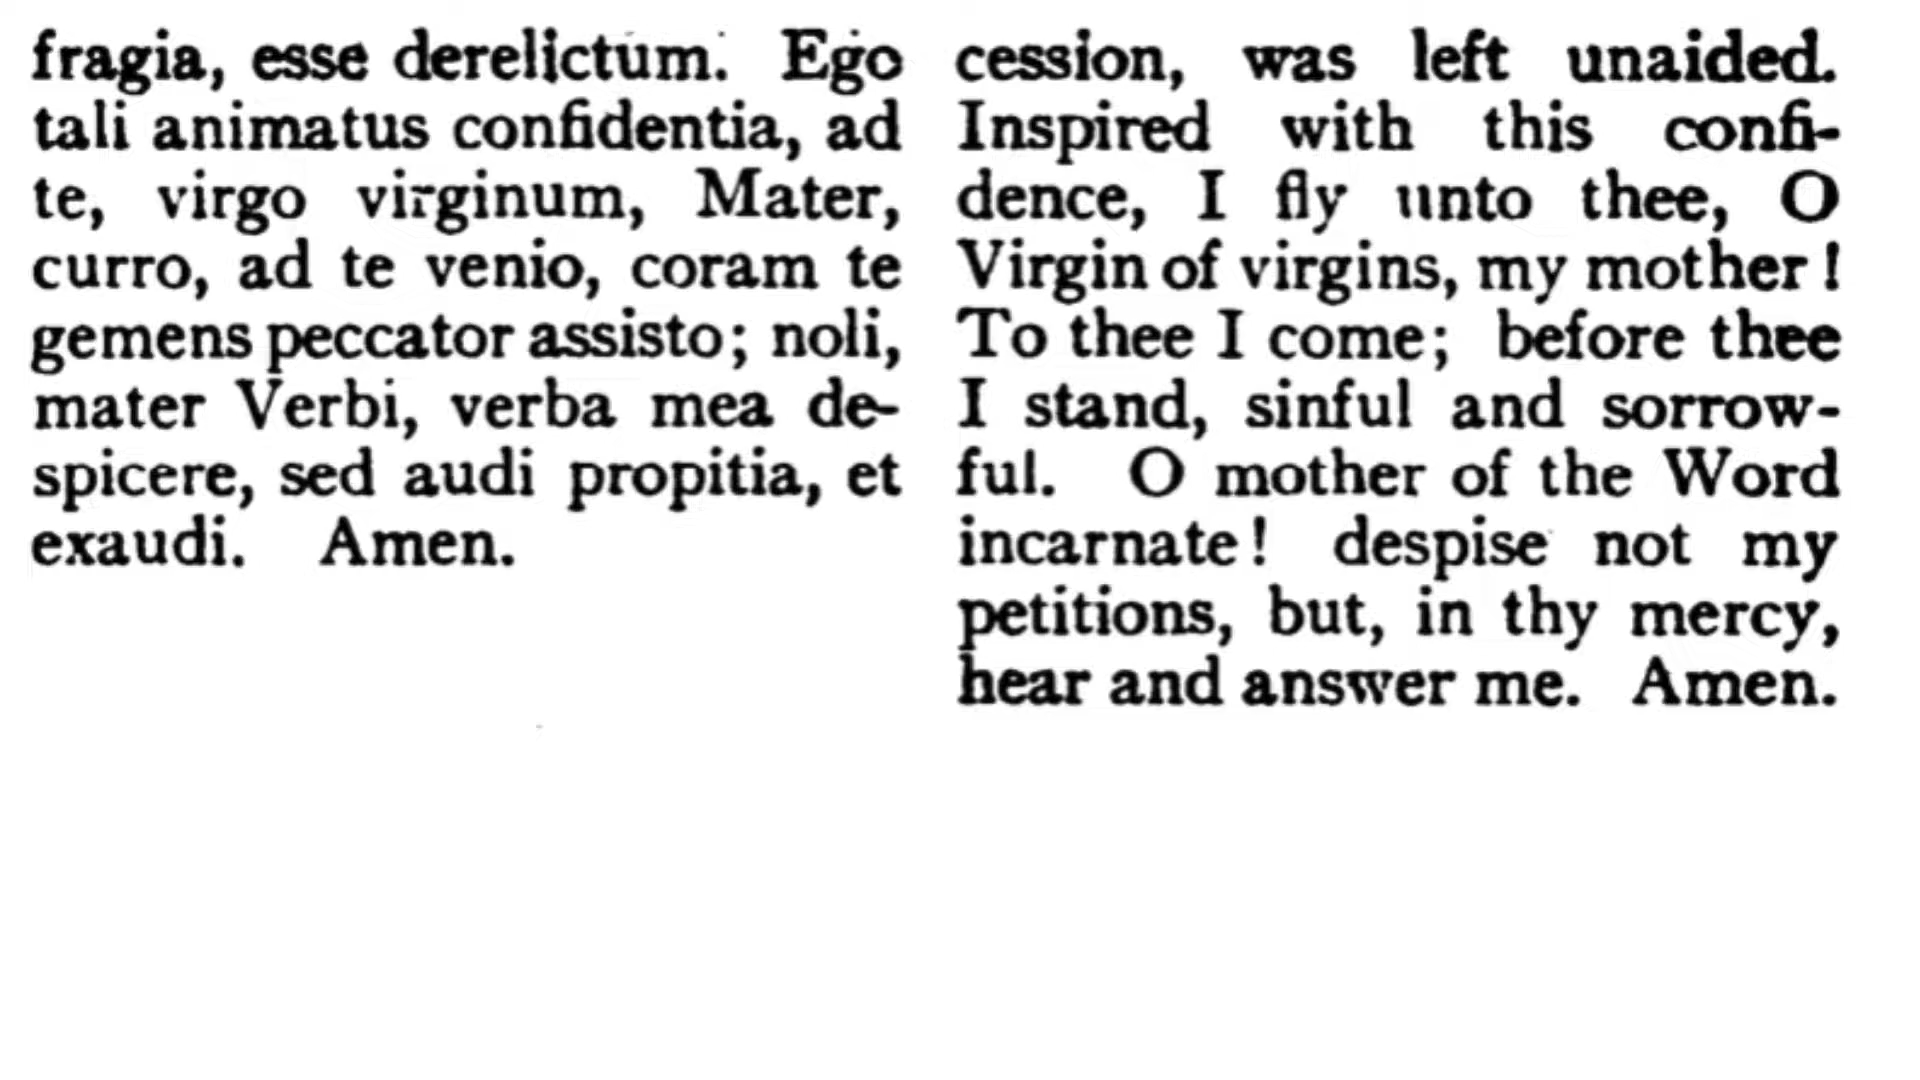 fragia, esse derelictum. Ego
tali animatus confidentia, ad
te, virgo virginum, Mater,
curro, ad te venio, coram te
gemens peccator assisto; noli,
mater Verbi, verba mea de-
spicere, sed audi propitia, et
exaudi. Amen.
cession, was left unaided.
Inspired with this confi-
dence, I fly unto thee, O
Virgin of virgins, my mother!
To thee I come; before thee
I stand, sinful and sorrow-
ful. O mother of the Word
incarnate! despise not my
petitions, but, in thy mercy,
hear and answer me. Amen.